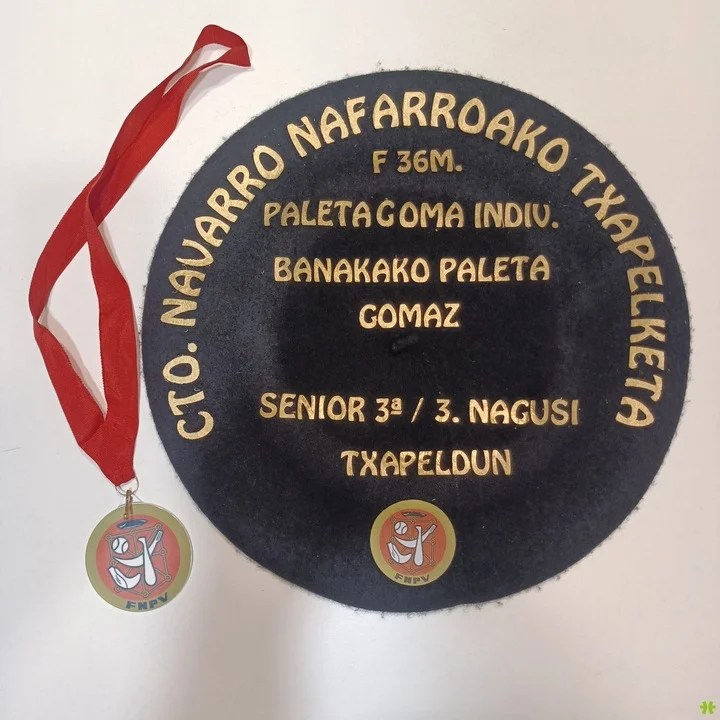 CTO. NAVARRO NAFARROAKO TXAPELKETA
F 36M.
PALETAGOMA INDIV.
BANAKAKO PALETA
GOMAZ
SENIOR 3ª / 3. NAGUSI
TXAPELDUN
FNPV
FNPV